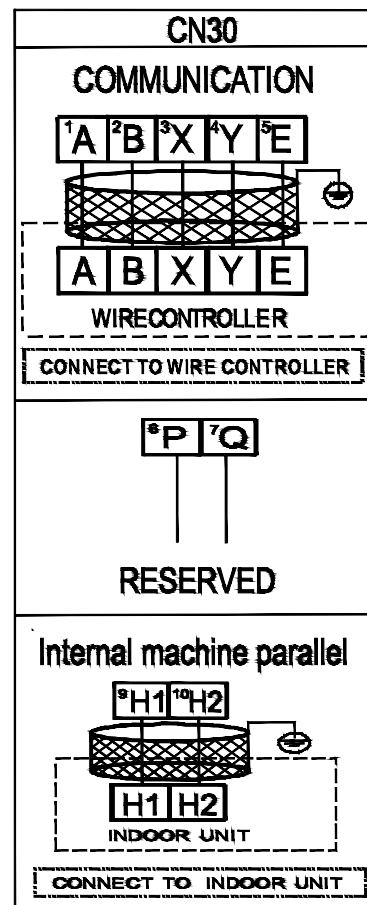 CN30
COMMUNICATION
1A 2B 3X 4Y 5E
A B X Y E
WIRECONTROLLER
CONNECT TO WIRE CONTROLLER
6P 7Q
RESERVED
Internal machine parallel
9H1 10H2
H1 H2
INDOOR UNIT
CONNECT TO INDOOR UNIT